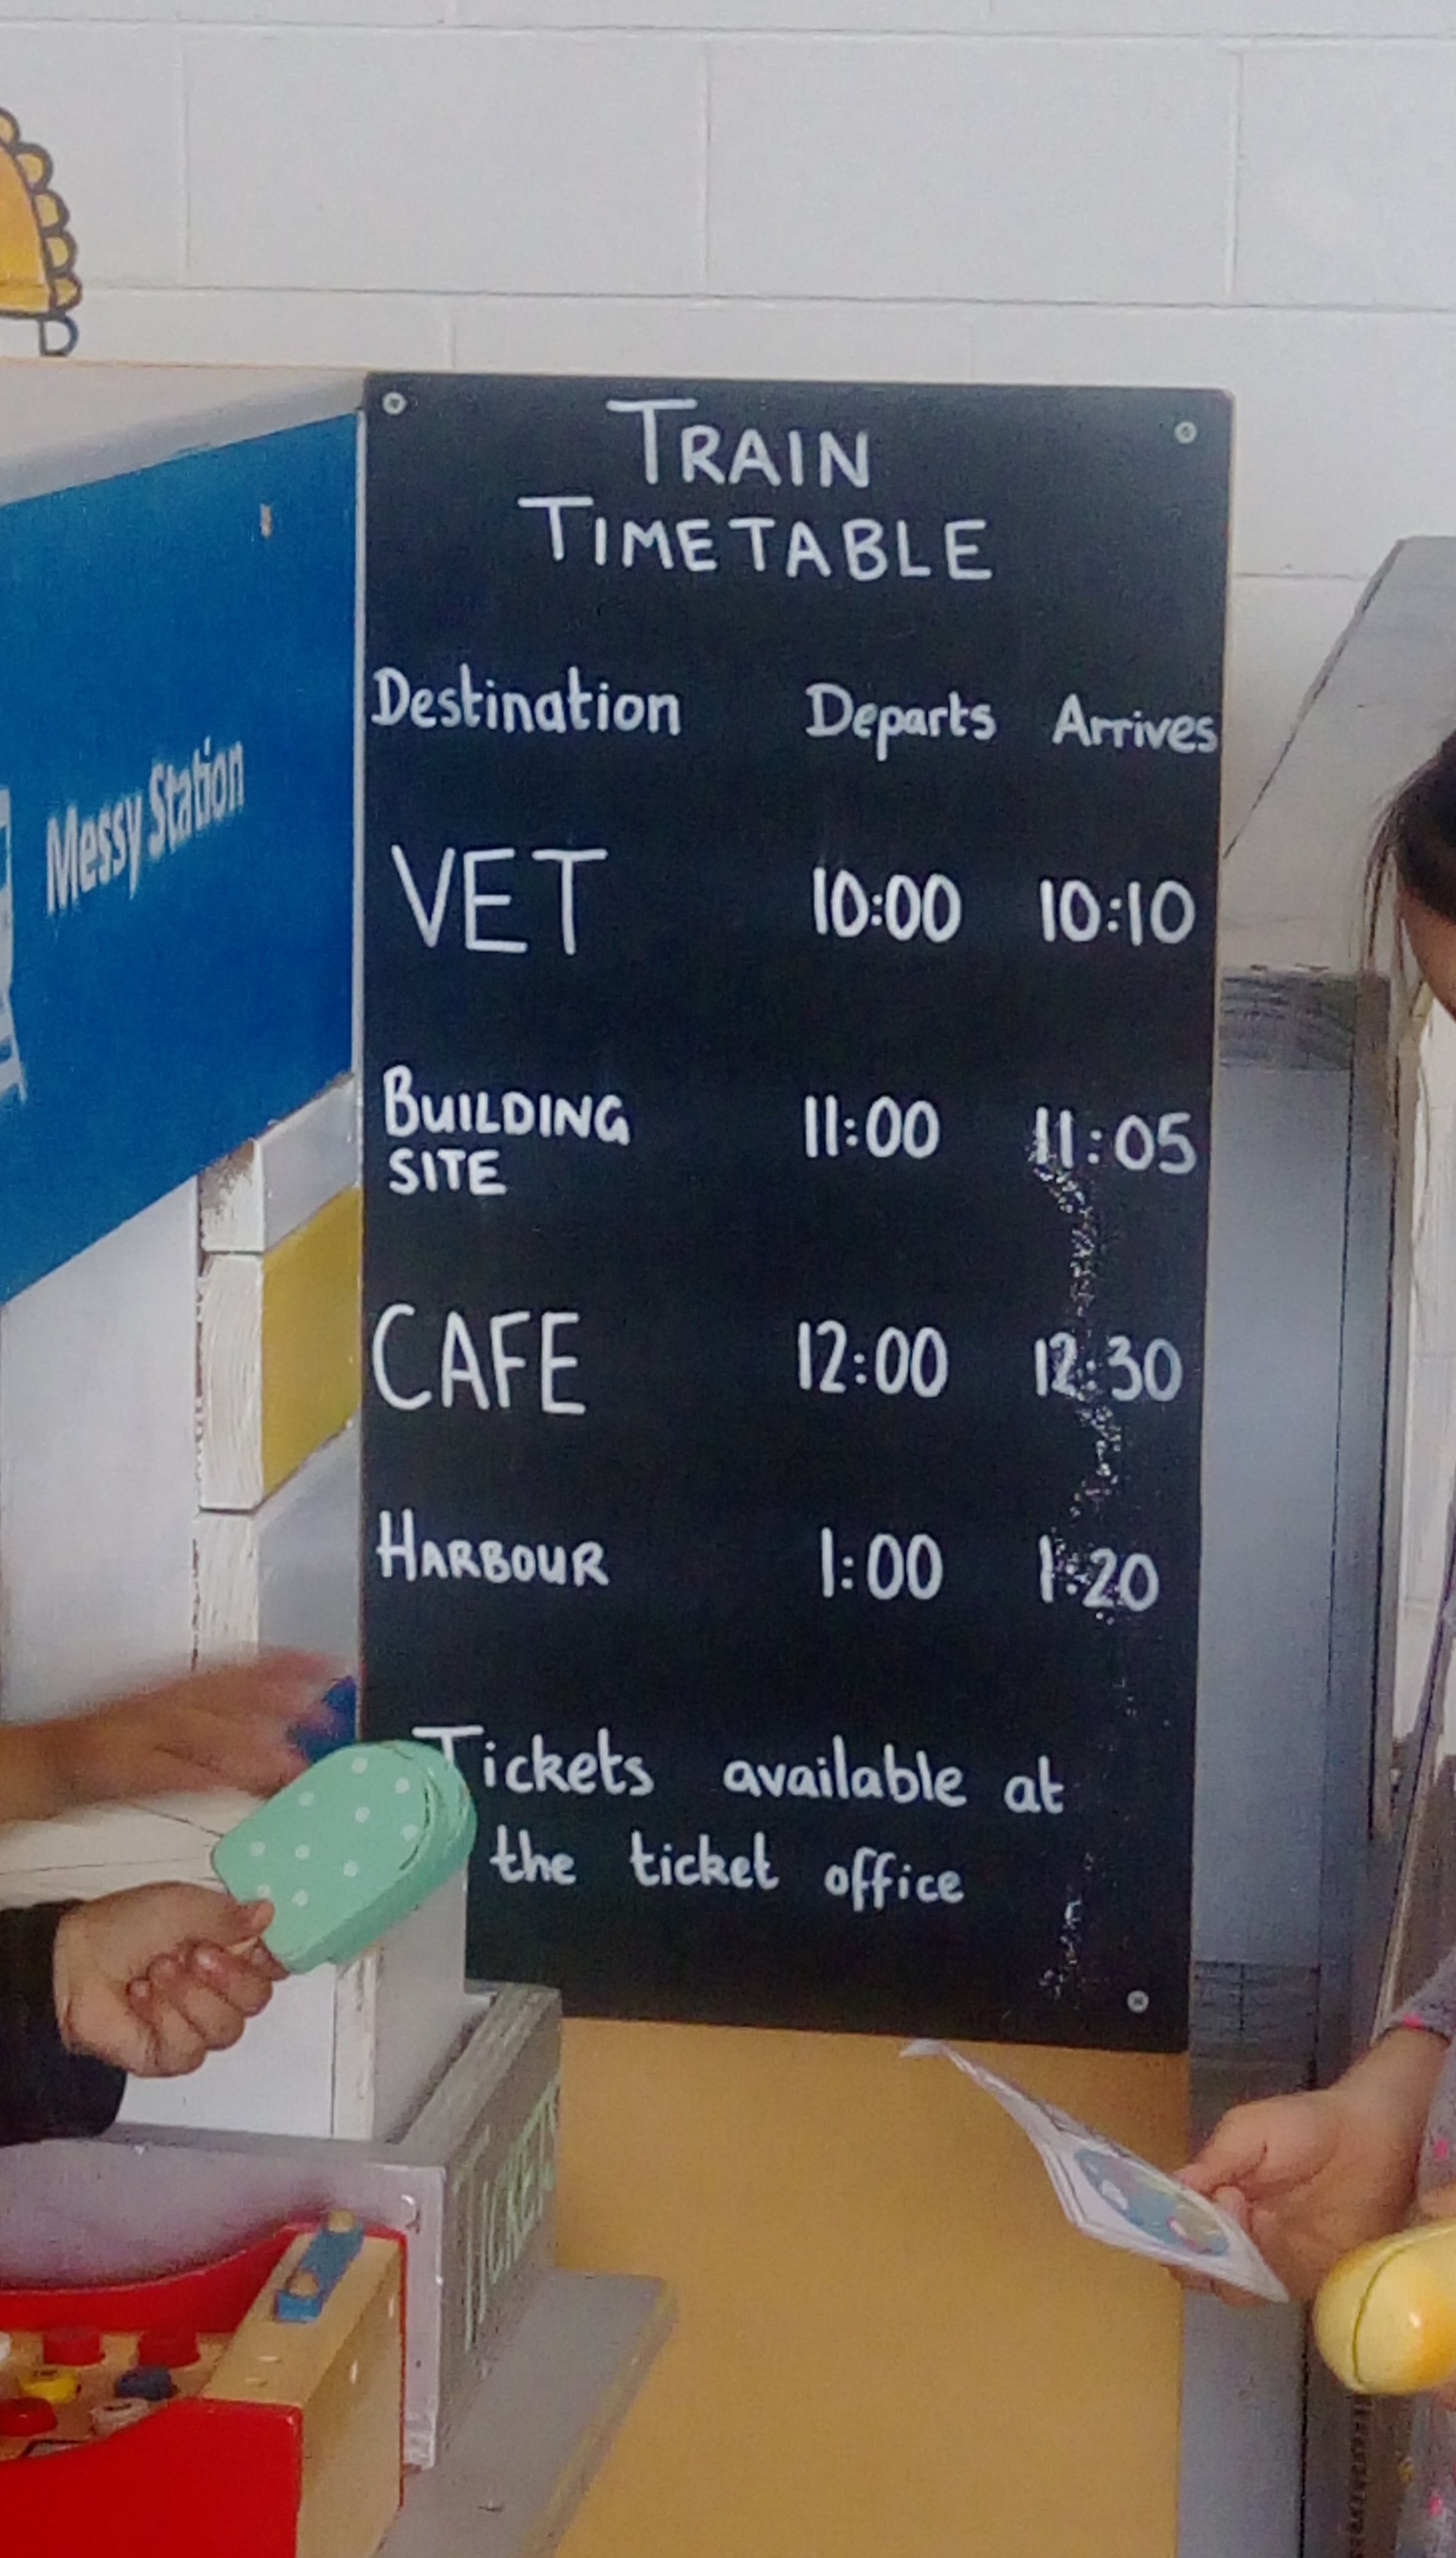 TRAIN
TIMETABLE
Destination Departs Arrives
VET 10:00 10:10
BUILDING
SITE 11:00 11:05
CAFE 12:00 12:30
HARBOUR 1:00 1:20
Tickets available at
the ticket office
Messy Station
TICKETS